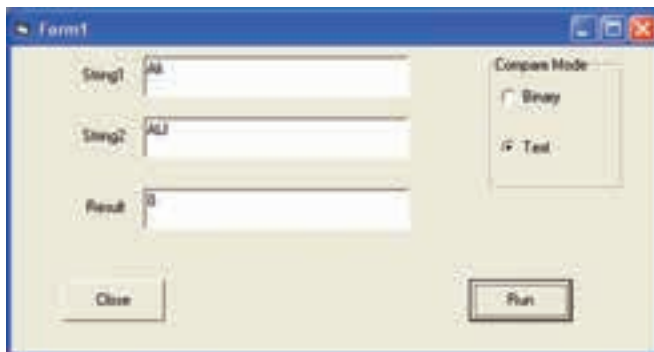 Form1
String1 Ali
String2 ALI
Result 0
Compare Mode
Binary
Text
Close
Run